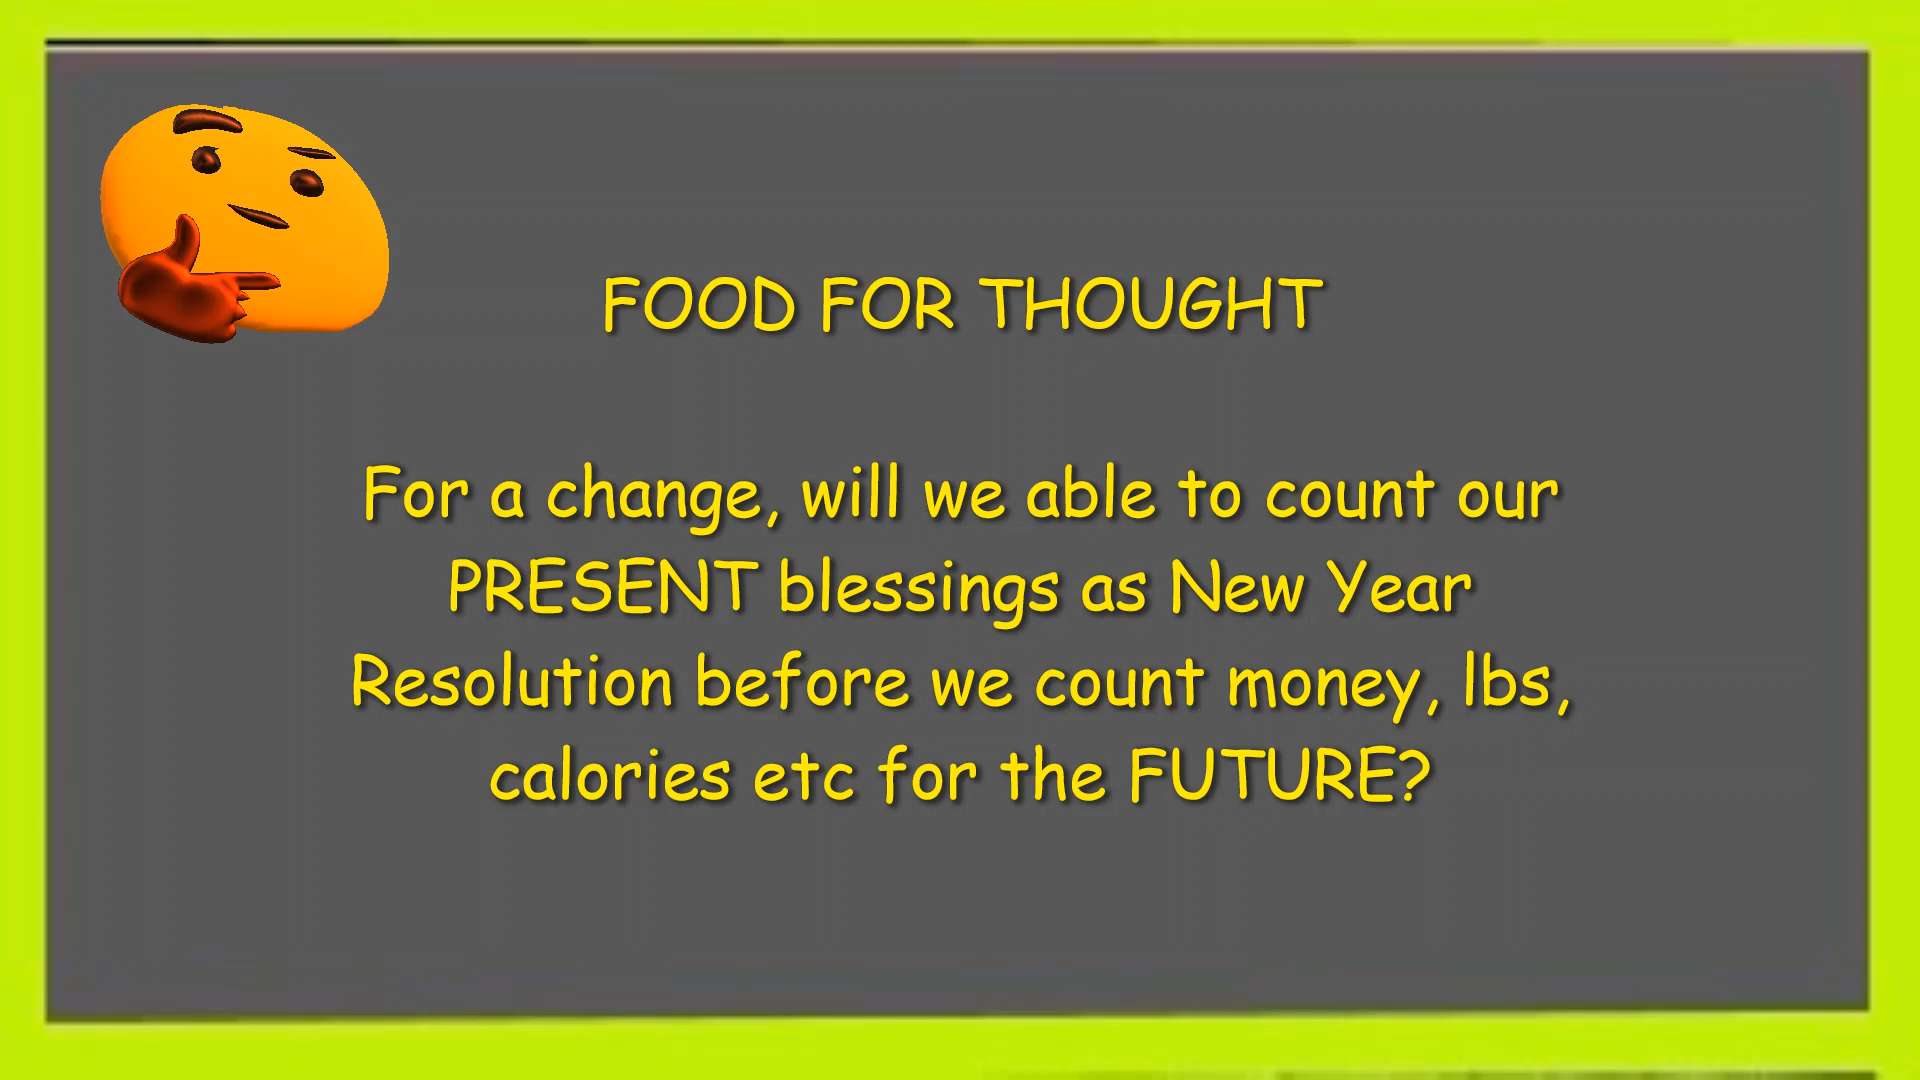 FOOD FOR THOUGHT
For a change, will we able to count our
PRESENT blessings as New Year
Resolution before we count money, lbs,
calories etc for the FUTURE?